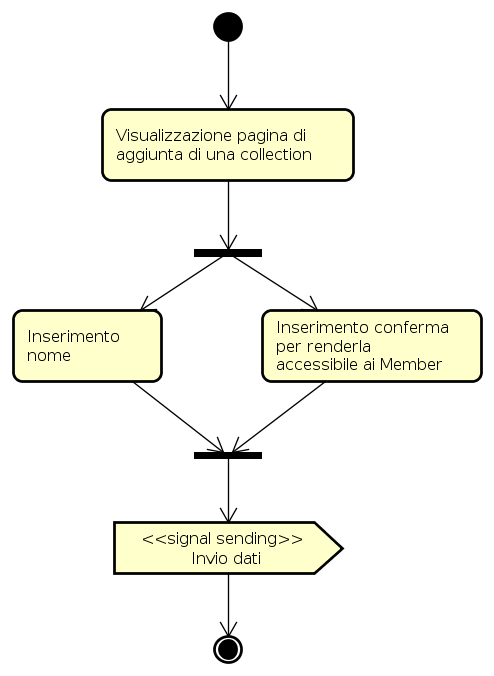 Visualizzazione pagina di
aggiunta di una collection
Inserimento
nome
Inserimento conferma
per renderla
accessibile ai Member
<<signal sending>>
Invio dati